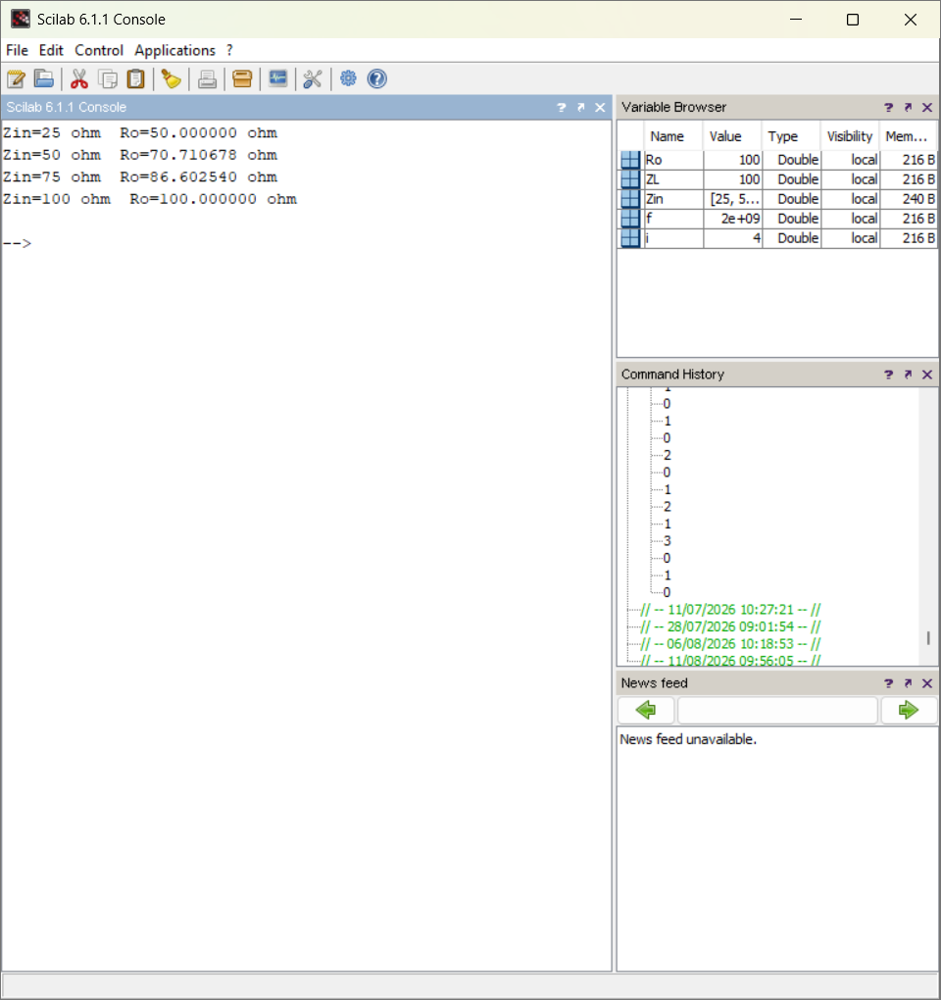 Scilab 6.1.1 Console
File Edit Control Applications ?
Scilab 6.1.1 Console
Zin=25 ohm  Ro=50.000000 ohm
Zin=50 ohm  Ro=70.710678 ohm
Zin=75 ohm  Ro=86.602540 ohm
Zin=100 ohm  Ro=100.000000 ohm
-->
Variable Browser
Name Value Type Visibility Mem...
Ro 100 Double local 216 B
ZL 100 Double local 216 B
Zin [25, 5... Double local 240 B
f 2e+09 Double local 216 B
i 4 Double local 216 B
Command History
1
0
1
0
2
0
1
2
1
3
0
1
0
// -- 11/07/2026 10:27:21 -- //
// -- 28/07/2026 09:01:54 -- //
// -- 06/08/2026 10:18:53 -- //
// -- 11/08/2026 09:56:05 -- //
News feed
News feed unavailable.